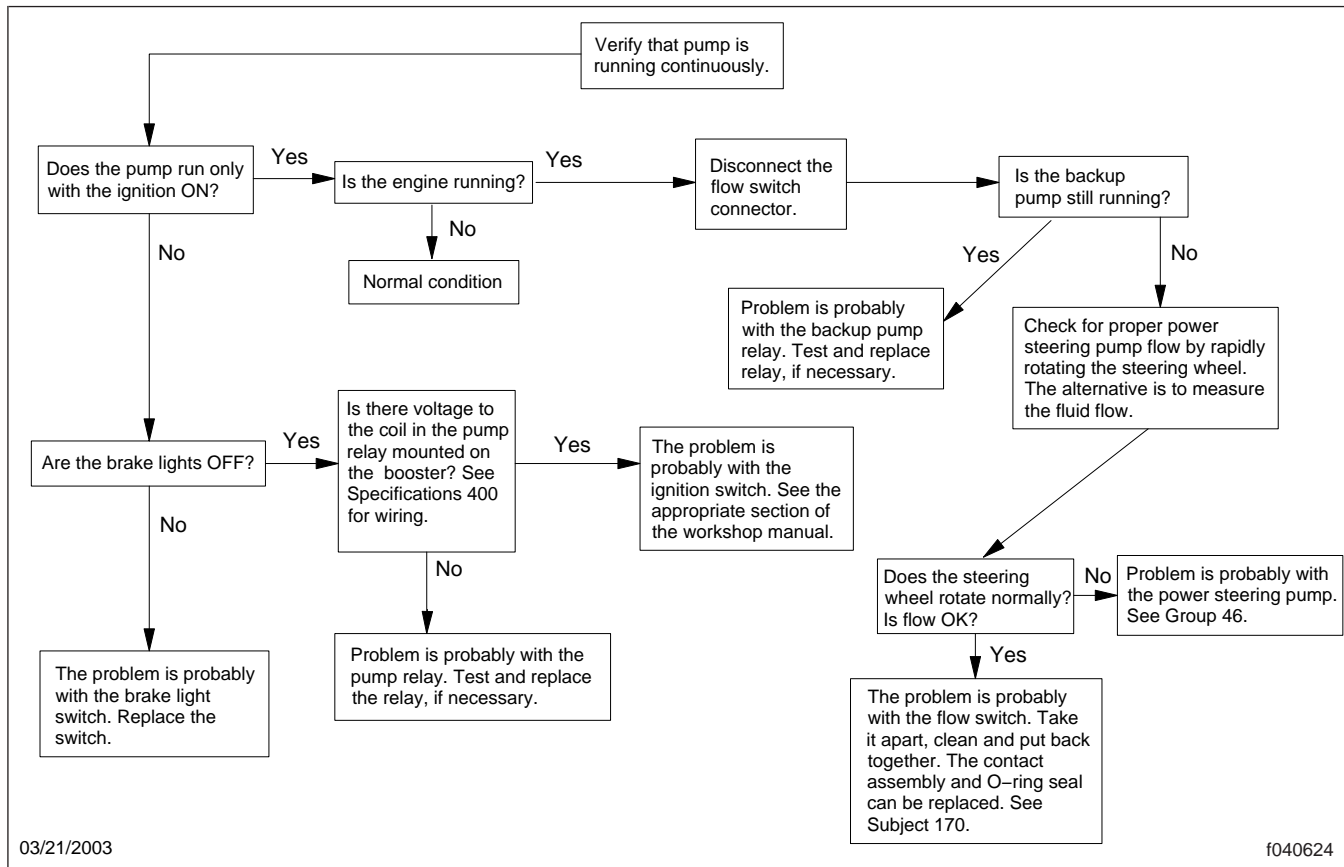 Verify that pump is
running continuously.
Does the pump run only
with the ignition ON?
Yes
Is the engine running?
Yes
Disconnect the
flow switch
connector.
Is the backup
pump still running?
No
No
Normal condition
Yes
No
Problem is probably
with the backup pump
relay. Test and replace
relay, if necessary.
Check for proper power
steering pump flow by rapidly
rotating the steering wheel.
The alternative is to measure
the fluid flow.
Are the brake lights OFF?
Yes
Is there voltage to
the coil in the pump
relay mounted on
the booster? See
Specifications 400
for wiring.
Yes
The problem is
probably with the
ignition switch. See the
appropriate section of
the workshop manual.
No
No
Does the steering
wheel rotate normally?
Is flow OK?
No
Problem is probably with
the power steering pump.
See Group 46.
Yes
The problem is probably
with the brake light
switch. Replace the
switch.
Problem is probably with the
pump relay. Test and replace
the relay, if necessary.
The problem is probably
with the flow switch. Take
it apart, clean and put back
together. The contact
assembly and O–ring seal
can be replaced. See
Subject 170.
03/21/2003
f040624